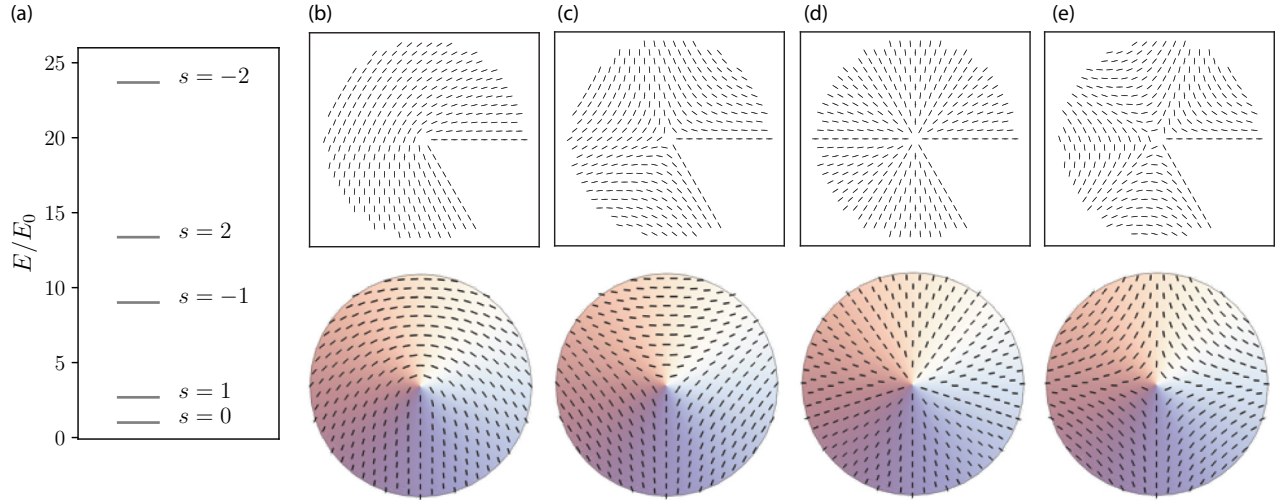 (a)
(b)
(c)
(d)
(e)
E/E₀
25
20
15
10
5
0
s = −2
s = 2
s = −1
s = 1
s = 0